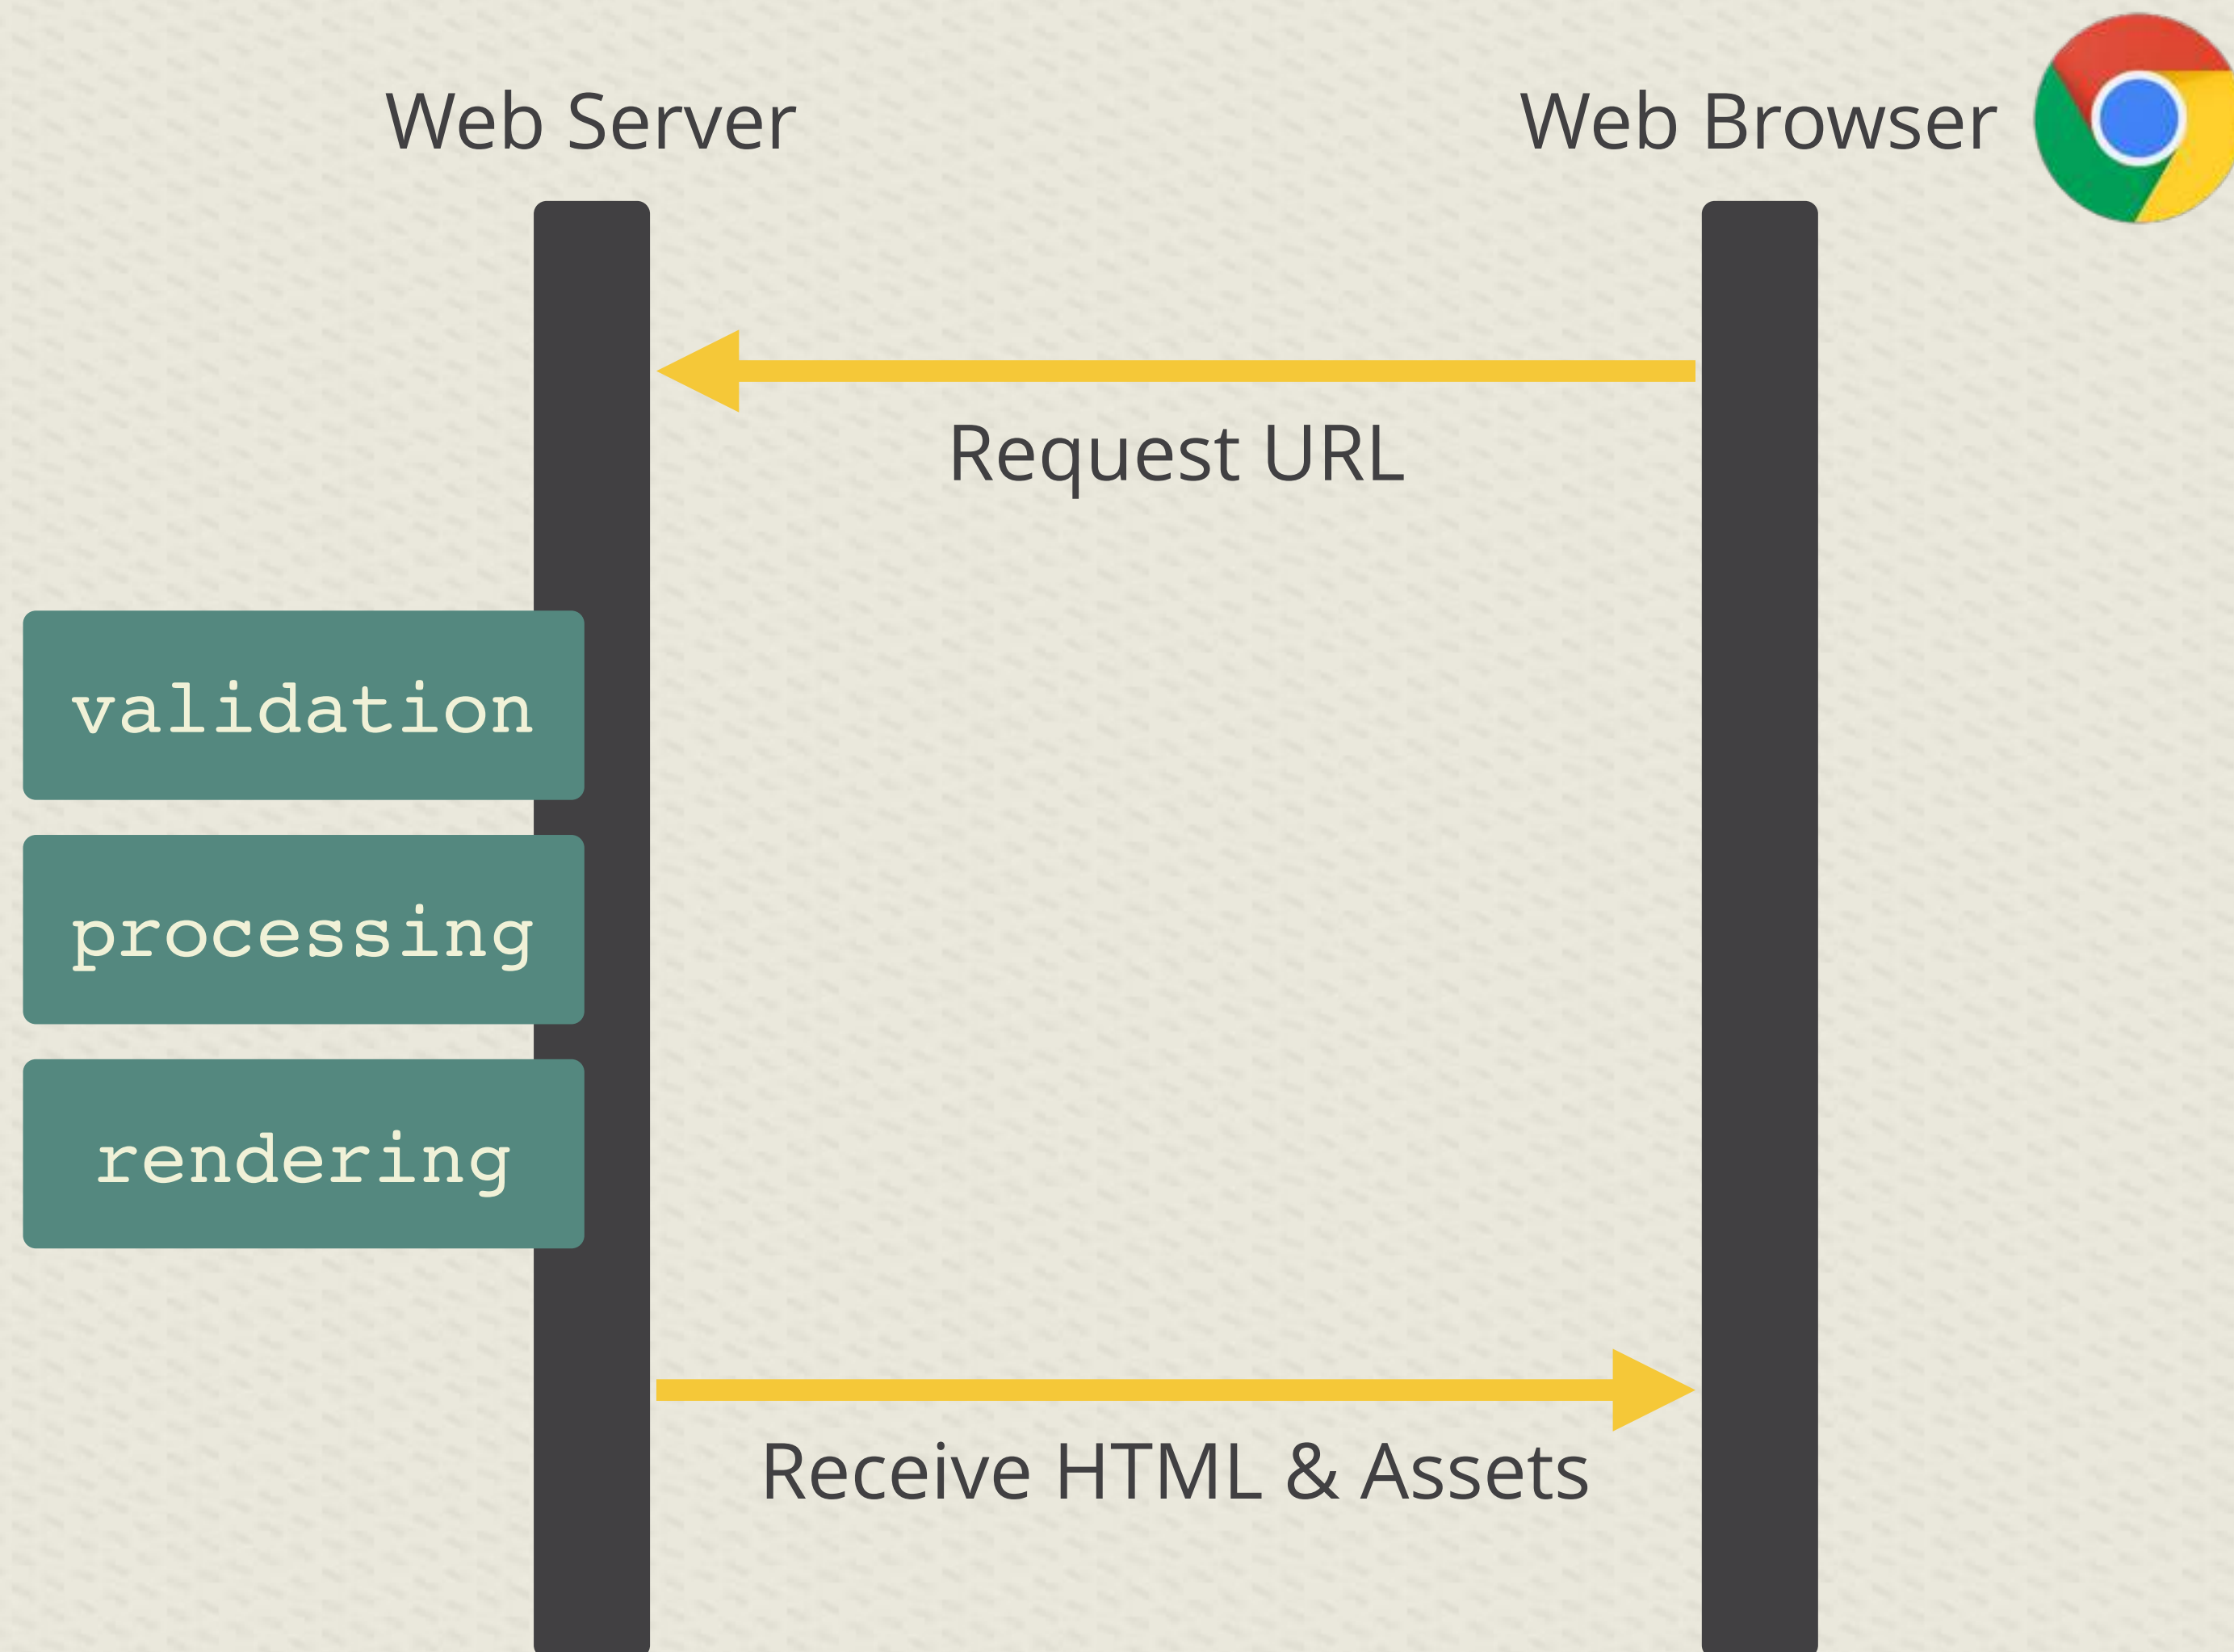 Web Server
Web Browser
Request URL
validation
processing
rendering
Receive HTML & Assets